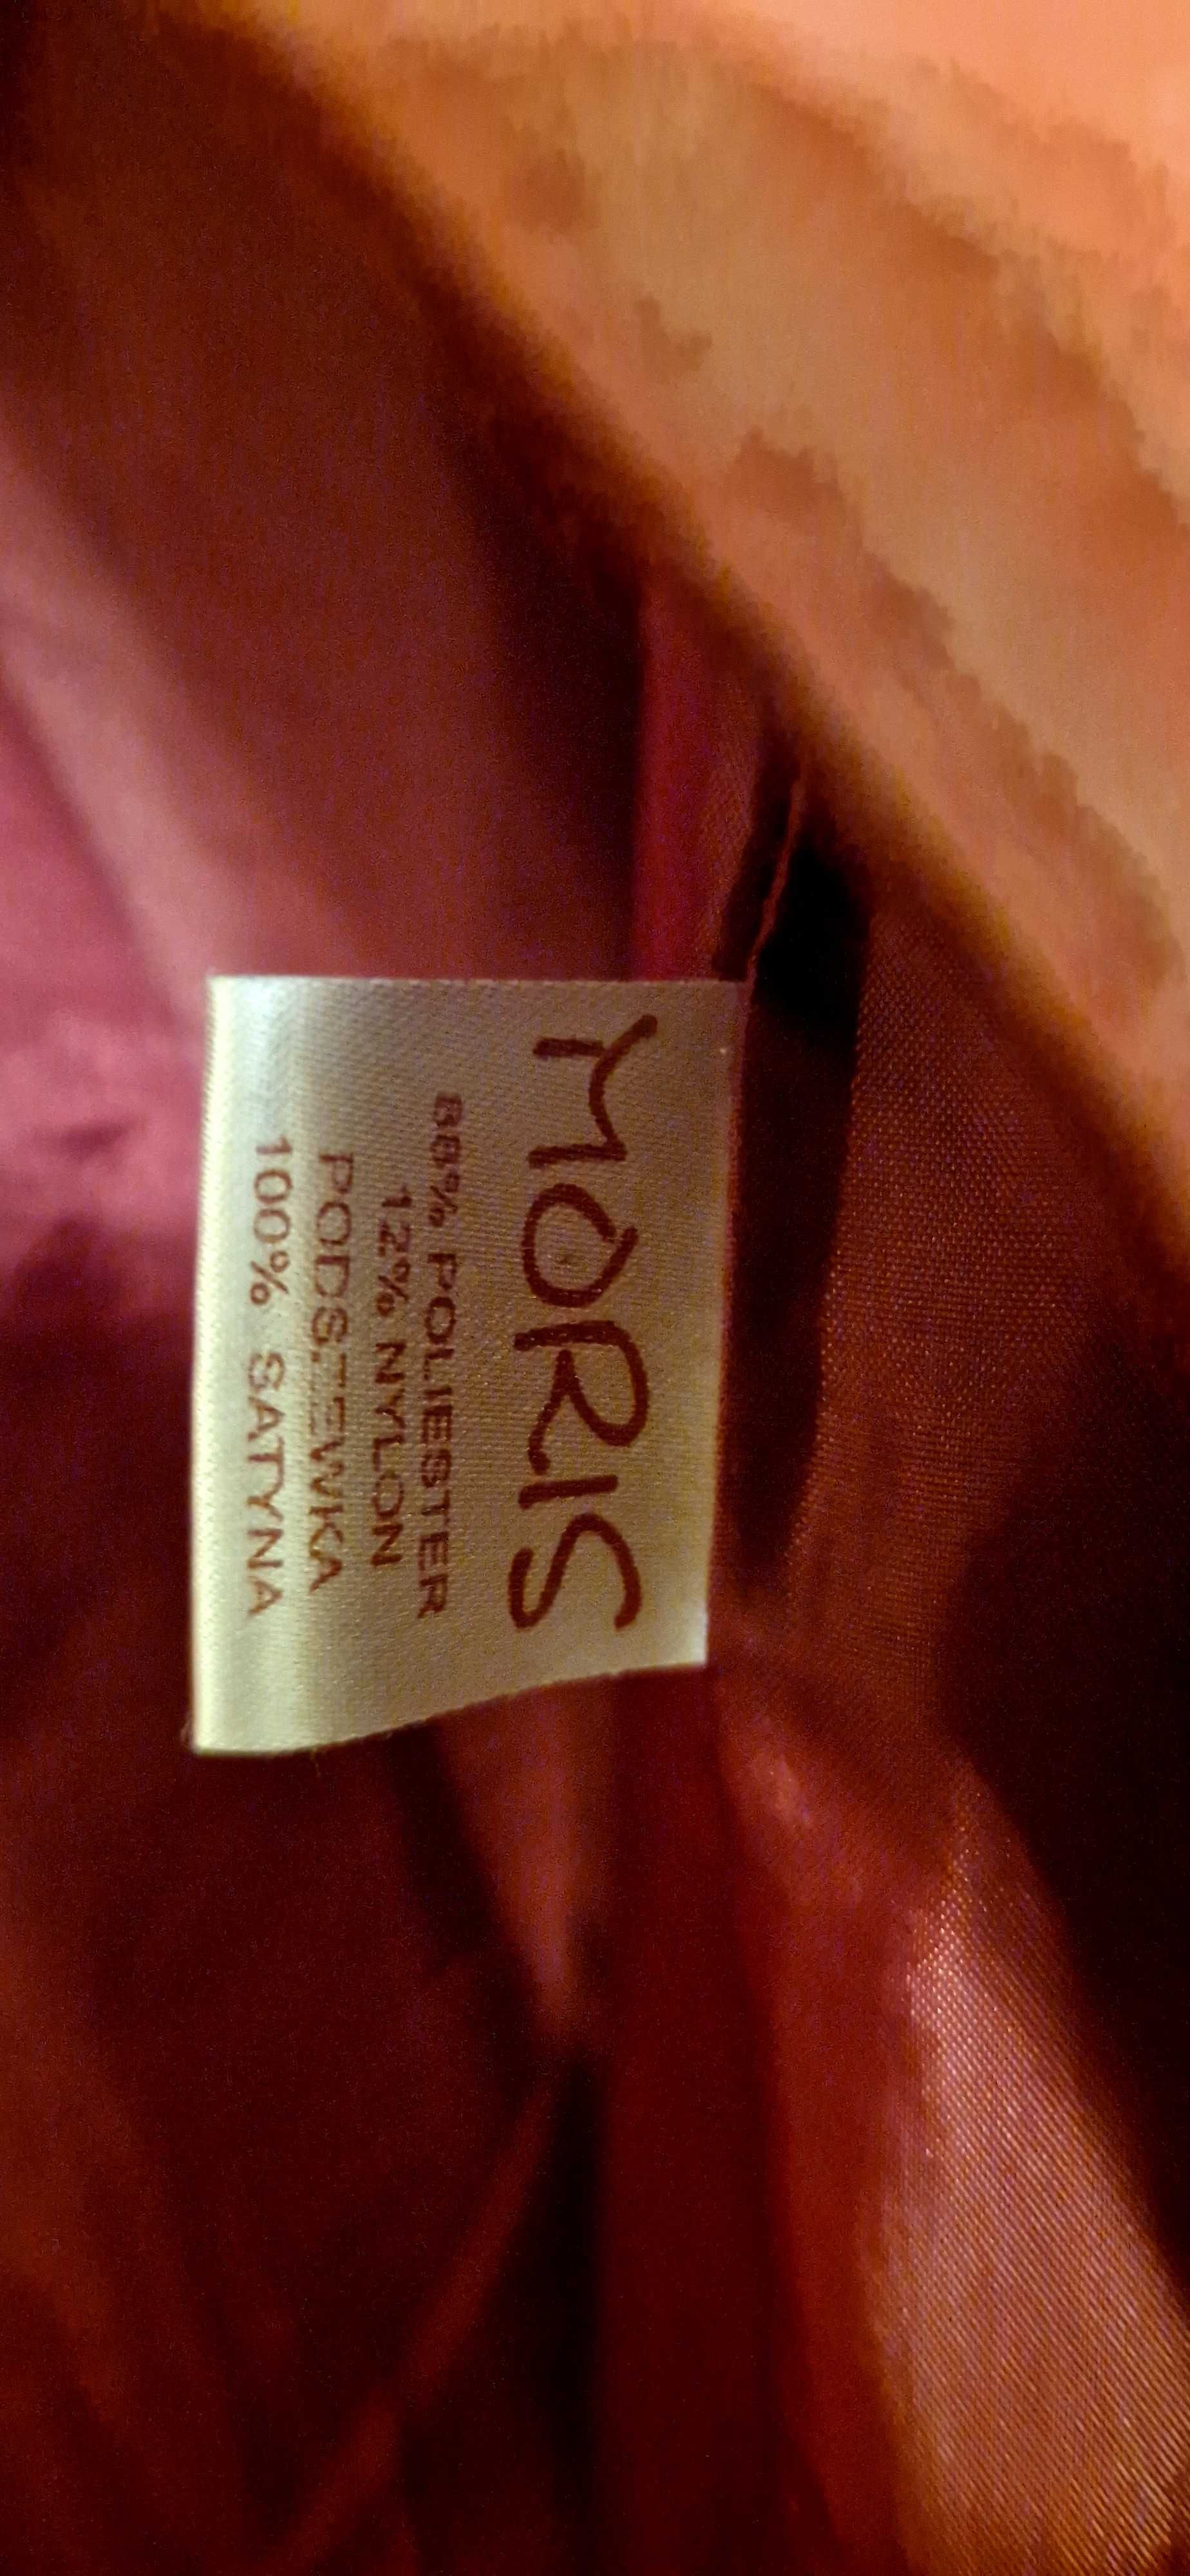 MORIS
88% POLIESTER
12% NYLON
PODSZEWKA
100% SATYNA